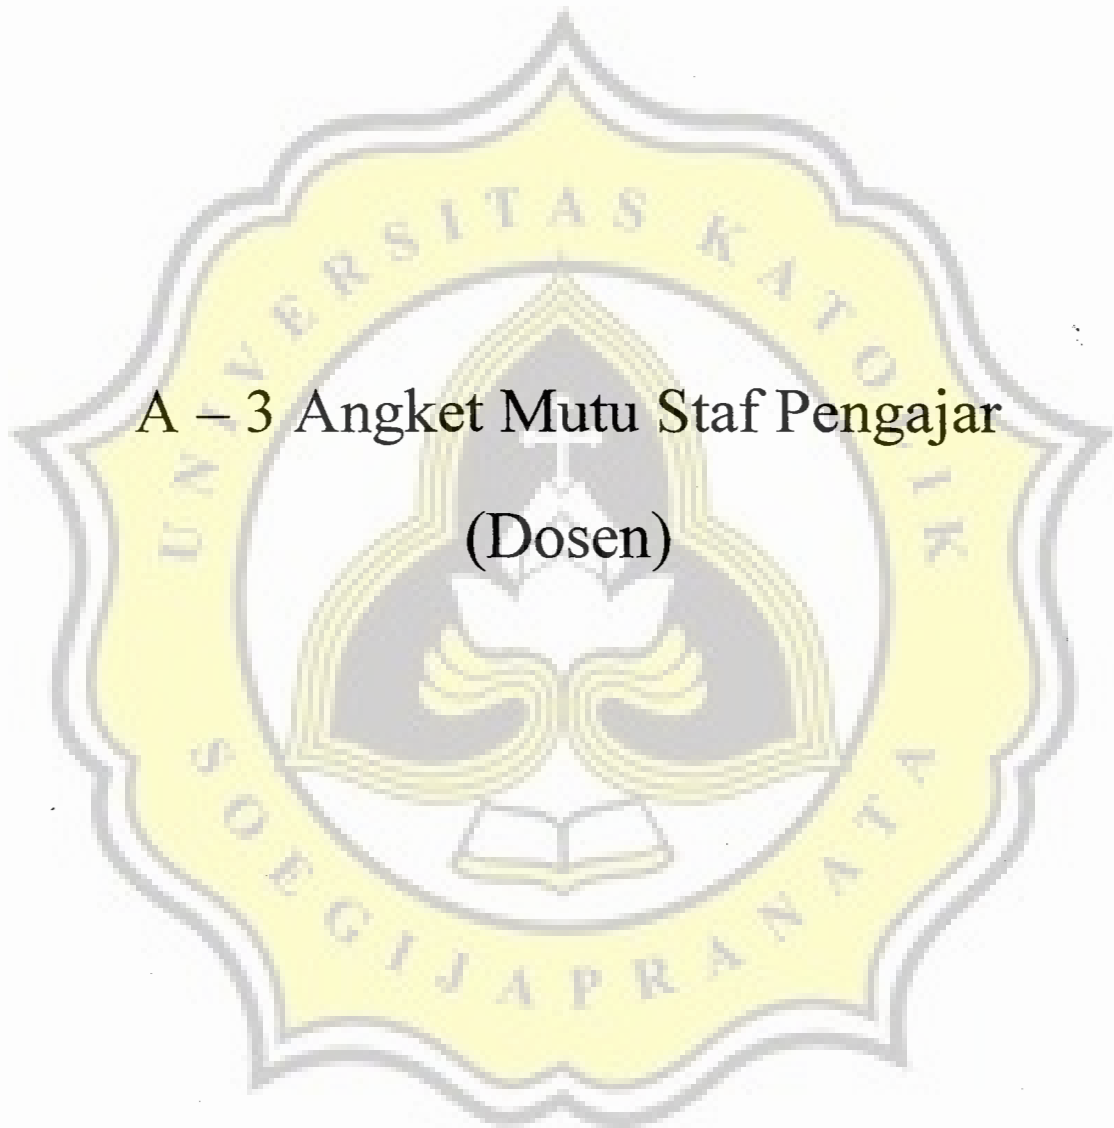 UNIVERSITAS KATOLIK
A – 3 Angket Mutu Staf Pengajar
(Dosen)
SOEGIJAPRANATA